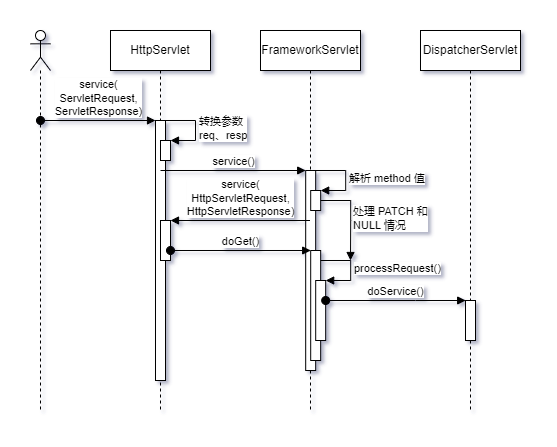 HttpServlet
FrameworkServlet
DispatcherServlet
service(
ServletRequest,
ServletResponse)
转换参数
req、resp
service()
解析 method 值
service(
HttpServletRequest,
HttpServletResponse)
处理 PATCH 和
NULL 情况
doGet()
processRequest()
doService()